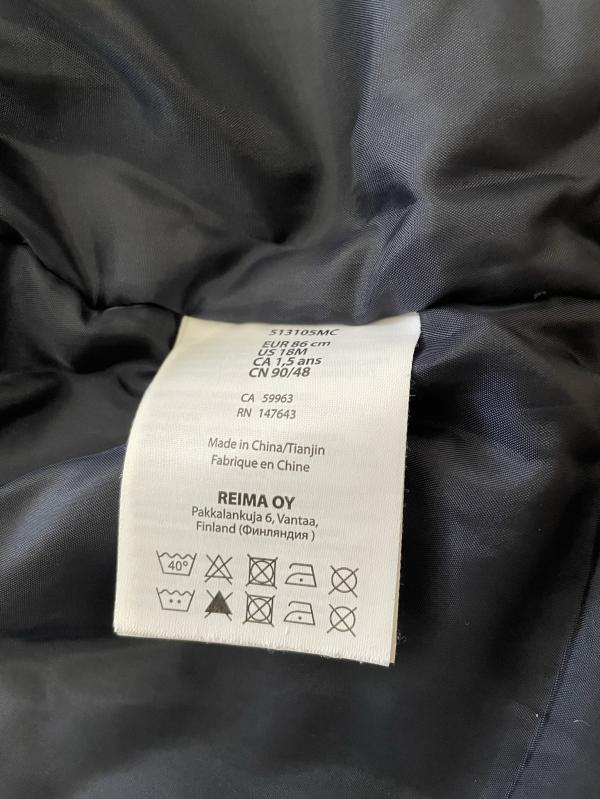 513105MC
EUR 86 cm
US 18M
CA 1,5 ans
CN 90/48
CA 59963
RN 147643
Made in China/Tianjin
Fabrique en Chine
REIMA OY
Pakkalankuja 6, Vantaa,
Finland (Финляндия )
40°